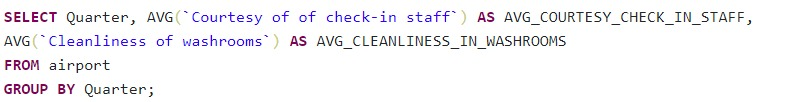 SELECT Quarter, AVG(`Courtesy of of check-in staff`) AS AVG_COURTESY_CHECK_IN_STAFF,
AVG(`Cleanliness of washrooms`) AS AVG_CLEANLINESS_IN_WASHROOMS
FROM airport
GROUP BY Quarter;